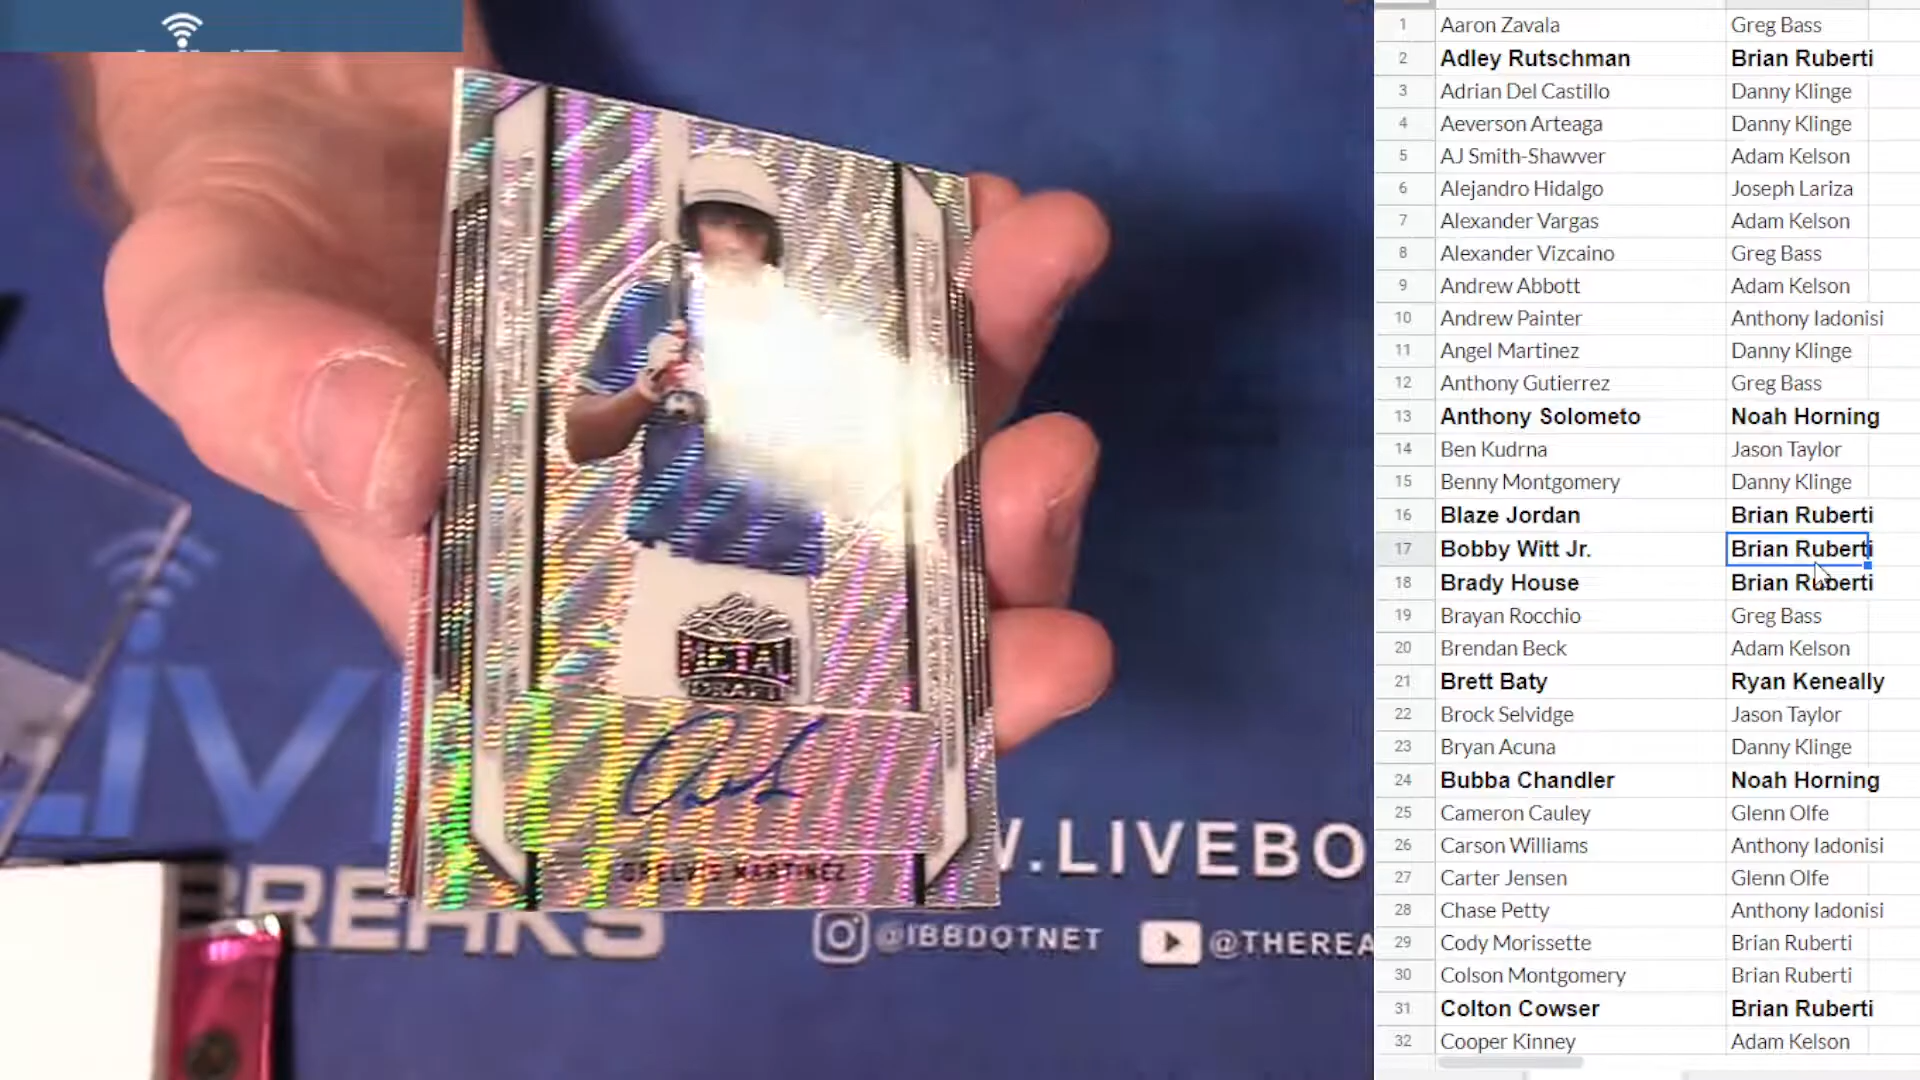 LIVE
BREAKS
W.LIVEBO
@IBBDOTNET
@THEREA
Leaf
METAL
DRAFT
ORELVIS MARTINEZ
1 Aaron Zavala Greg Bass
2 Adley Rutschman Brian Ruberti
3 Adrian Del Castillo Danny Klinge
4 Aeverson Arteaga Danny Klinge
5 AJ Smith-Shawver Adam Kelson
6 Alejandro Hidalgo Joseph Lariza
7 Alexander Vargas Adam Kelson
8 Alexander Vizcaino Greg Bass
9 Andrew Abbott Adam Kelson
10 Andrew Painter Anthony Iadonisi
11 Angel Martinez Danny Klinge
12 Anthony Gutierrez Greg Bass
13 Anthony Solometo Noah Horning
14 Ben Kudrna Jason Taylor
15 Benny Montgomery Danny Klinge
16 Blaze Jordan Brian Ruberti
17 Bobby Witt Jr. Brian Ruberti
18 Brady House Brian Ruberti
19 Brayan Rocchio Greg Bass
20 Brendan Beck Adam Kelson
21 Brett Baty Ryan Keneally
22 Brock Selvidge Jason Taylor
23 Bryan Acuna Danny Klinge
24 Bubba Chandler Noah Horning
25 Cameron Cauley Glenn Olfe
26 Carson Williams Anthony Iadonisi
27 Carter Jensen Glenn Olfe
28 Chase Petty Anthony Iadonisi
29 Cody Morissette Brian Ruberti
30 Colson Montgomery Brian Ruberti
31 Colton Cowser Brian Ruberti
32 Cooper Kinney Adam Kelson